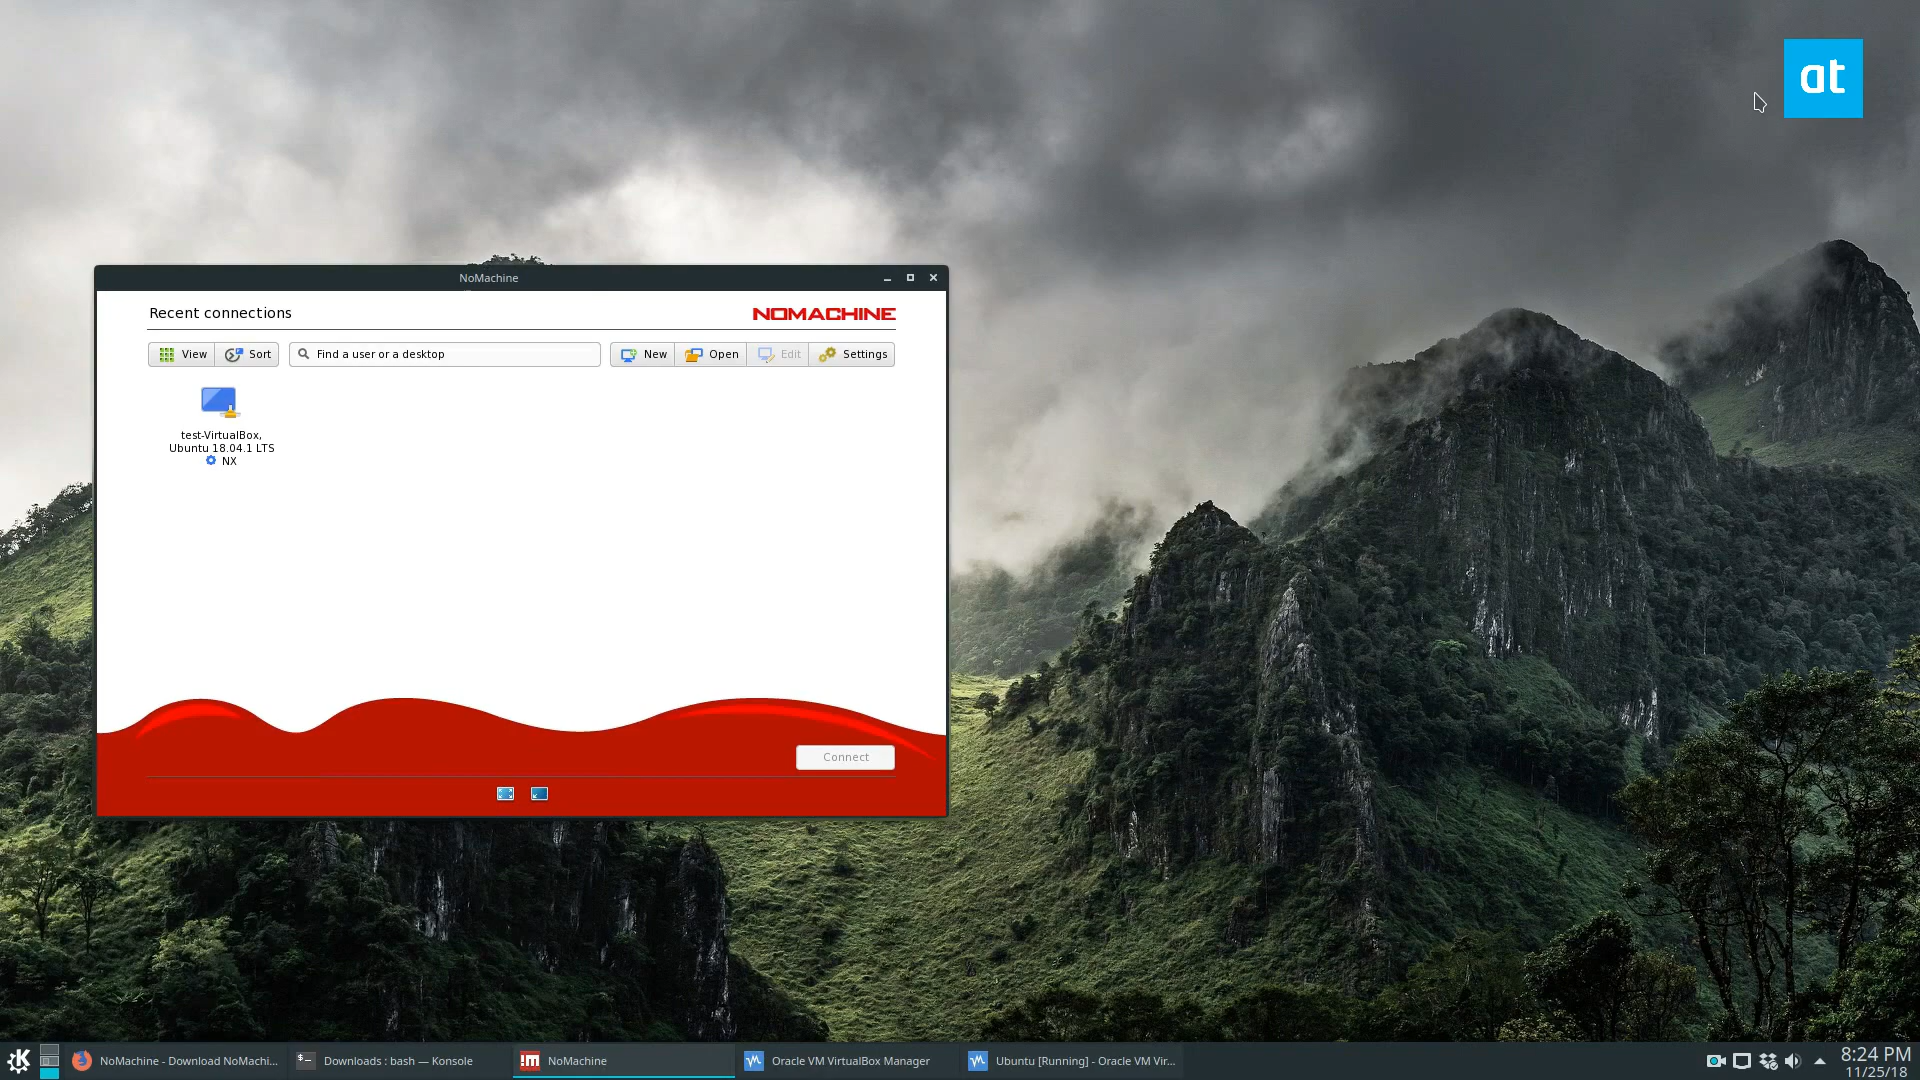 at
NoMachine
Recent connections
NOMACHINE
View
Sort
Find a user or a desktop
New
Open
Edit
Settings
test-VirtualBox,
Ubuntu 18.04.1 LTS
NX
Connect
NoMachine - Download NoMachi...
Downloads : bash — Konsole
!M
NoMachine
Oracle VM VirtualBox Manager
Ubuntu [Running] - Oracle VM Vir...
8:24 PM
11/25/18